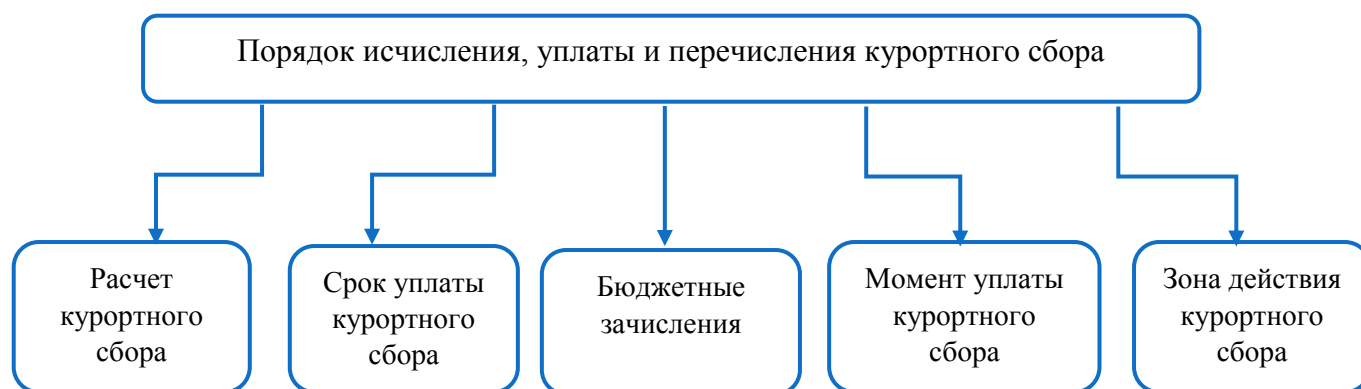 Порядок исчисления, уплаты и перечисления курортного сбора
Расчет
курортного
сбора
Срок уплаты
курортного
сбора
Бюджетные
зачисления
Момент уплаты
курортного
сбора
Зона действия
курортного
сбора